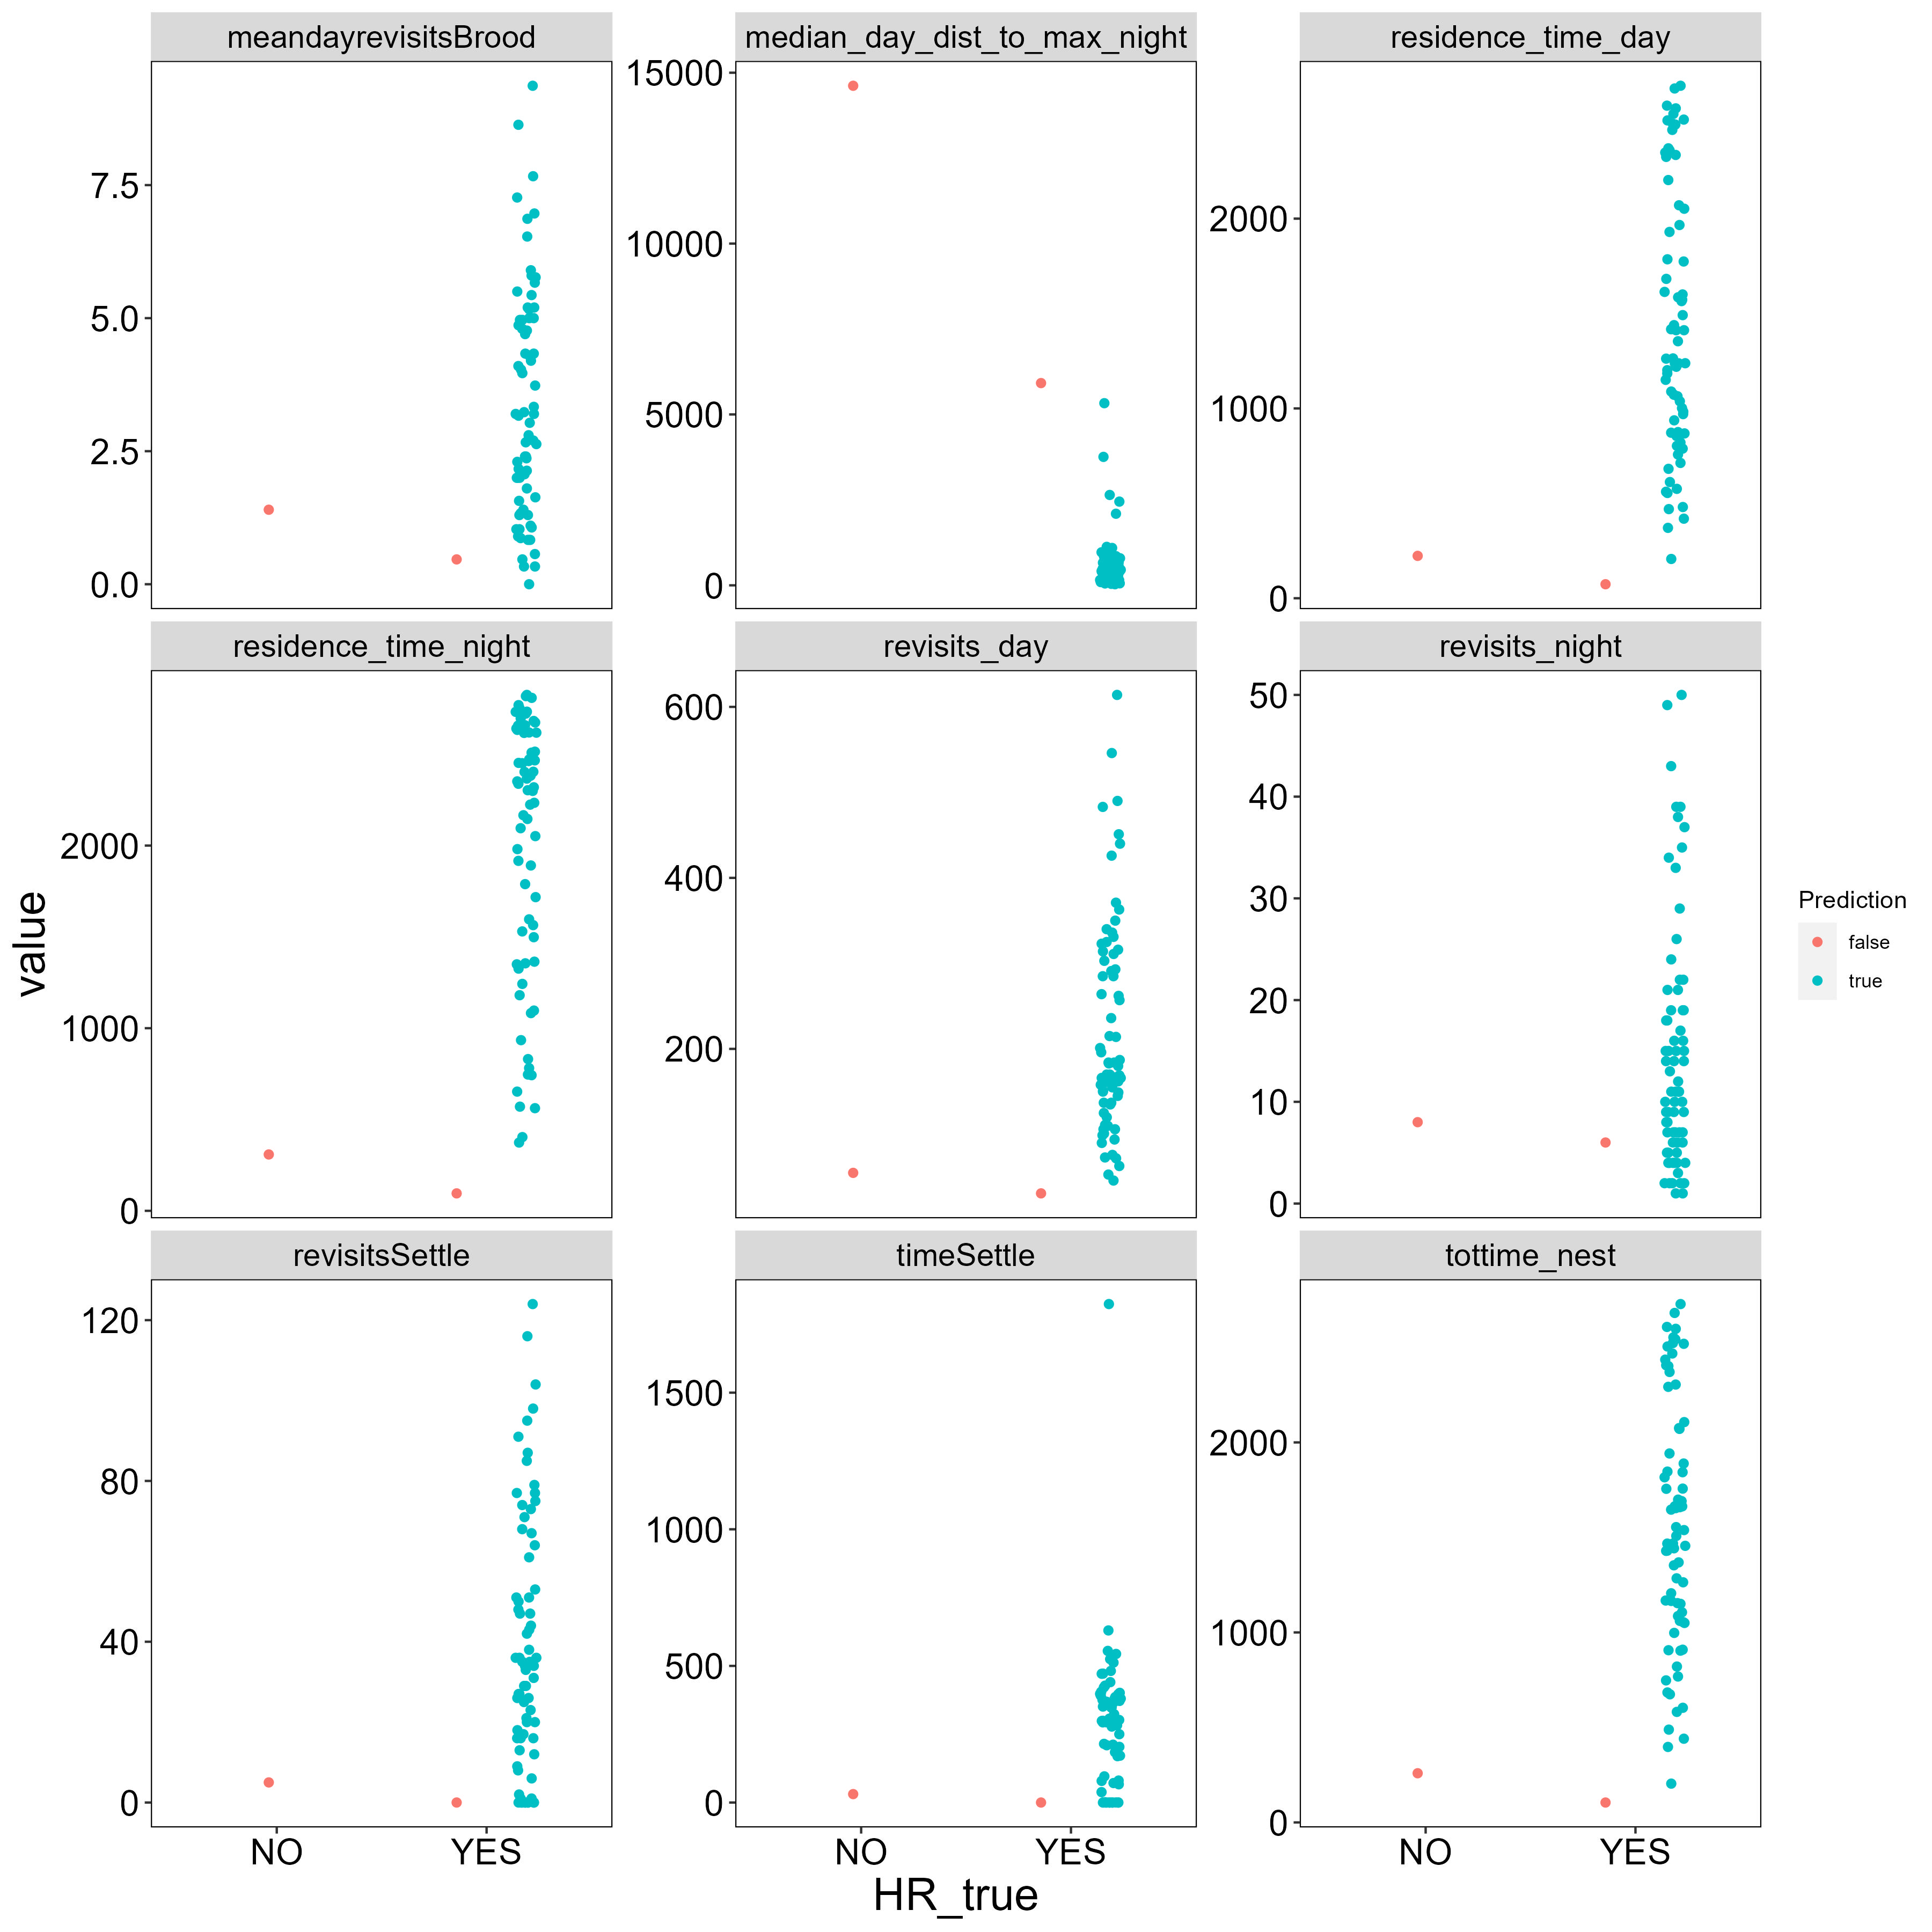 meandayrevisitsBrood
median_day_dist_to_max_night
residence_time_day
7.5
5.0
2.5
0.0
15000
10000
5000
0
2000
1000
0
residence_time_night
revisits_day
revisits_night
2000
1000
0
600
400
200
50
40
30
20
10
0
revisitsSettle
timeSettle
tottime_nest
120
80
40
0
1500
1000
500
0
2000
1000
0
NO
YES
NO
YES
NO
YES
HR_true
value
Prediction
false
true